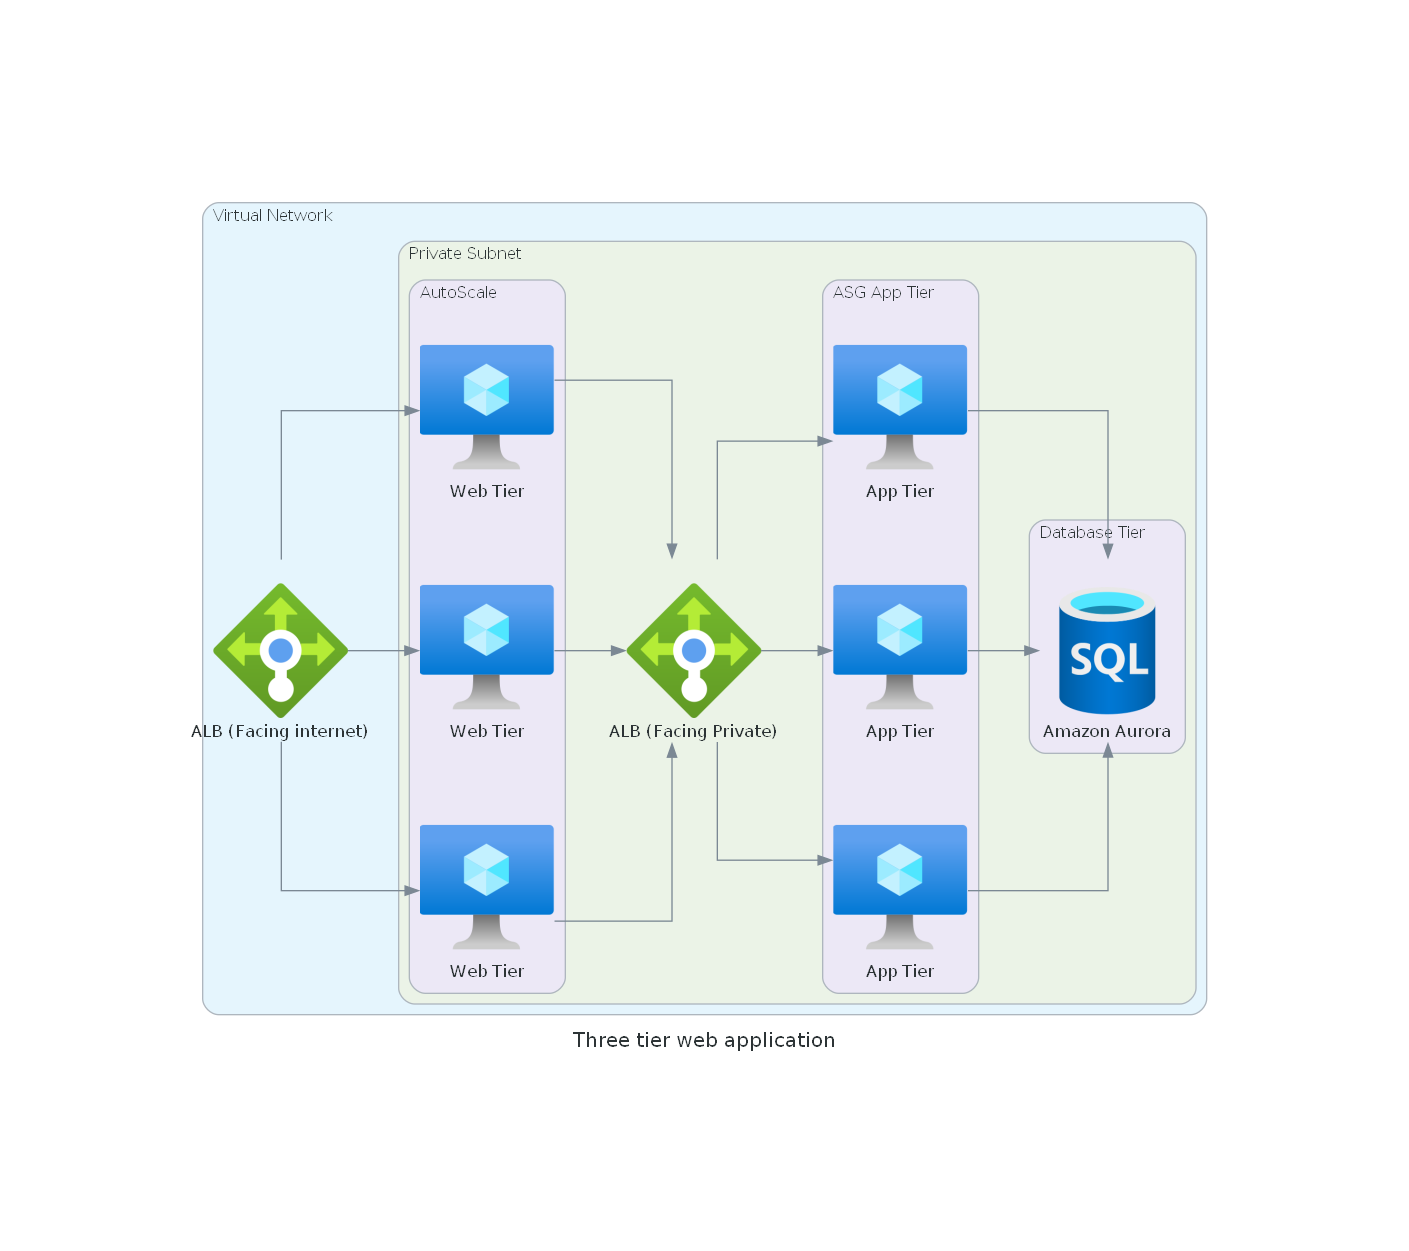 Virtual Network
Private Subnet
AutoScale
ASG App Tier
Web Tier
App Tier
Database Tier
SQL
ALB (Facing internet)
Web Tier
ALB (Facing Private)
App Tier
Amazon Aurora
Web Tier
App Tier
Three tier web application